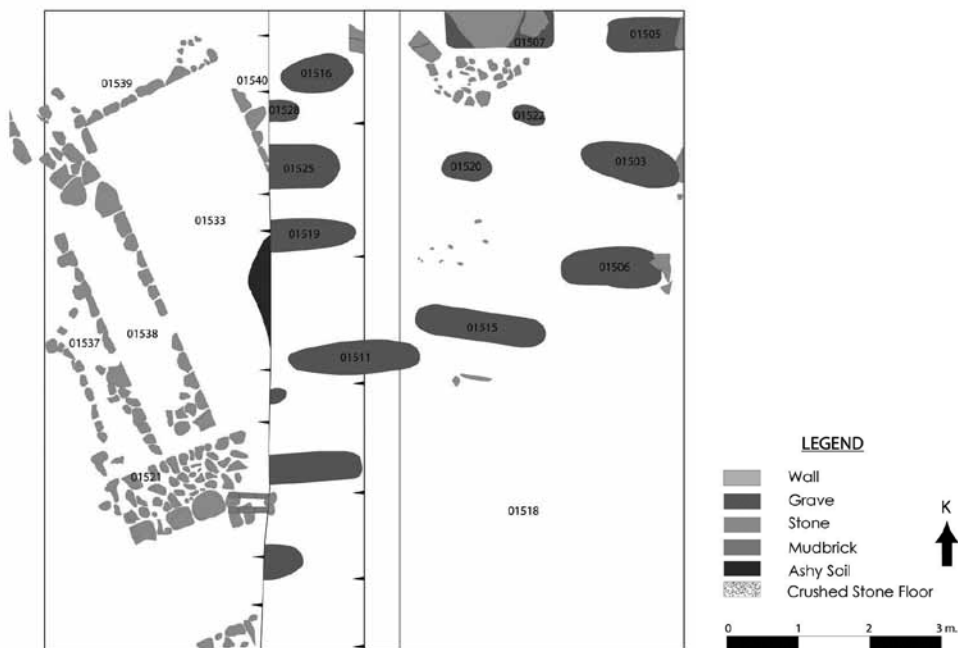 01507
01505
01516
01539
01540
01528
01522
01525
01520
01503
01533
01519
01506
01538
01537
01515
01511
01521
01518
LEGEND
Wall
Grave
Stone
Mudbrick
Ashy Soil
Crushed Stone Floor
K
0 1 2 3 m.